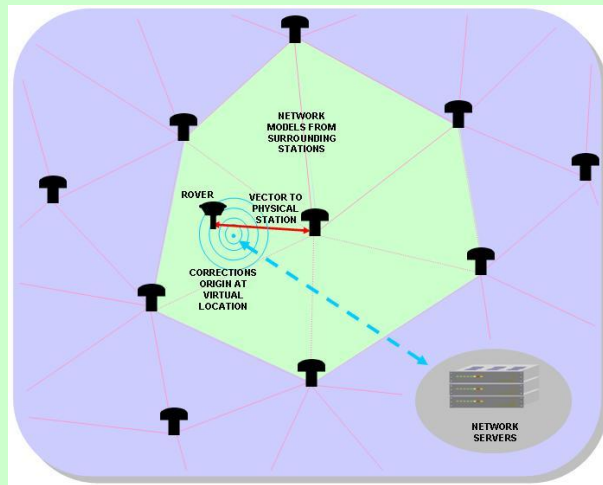 NETWORK
MODELS FROM
SURROUNDING
STATIONS
ROVER
VECTOR TO
PHYSICAL
STATION
CORRECTIONS
ORIGIN AT
VIRTUAL
LOCATION
NETWORK
SERVERS